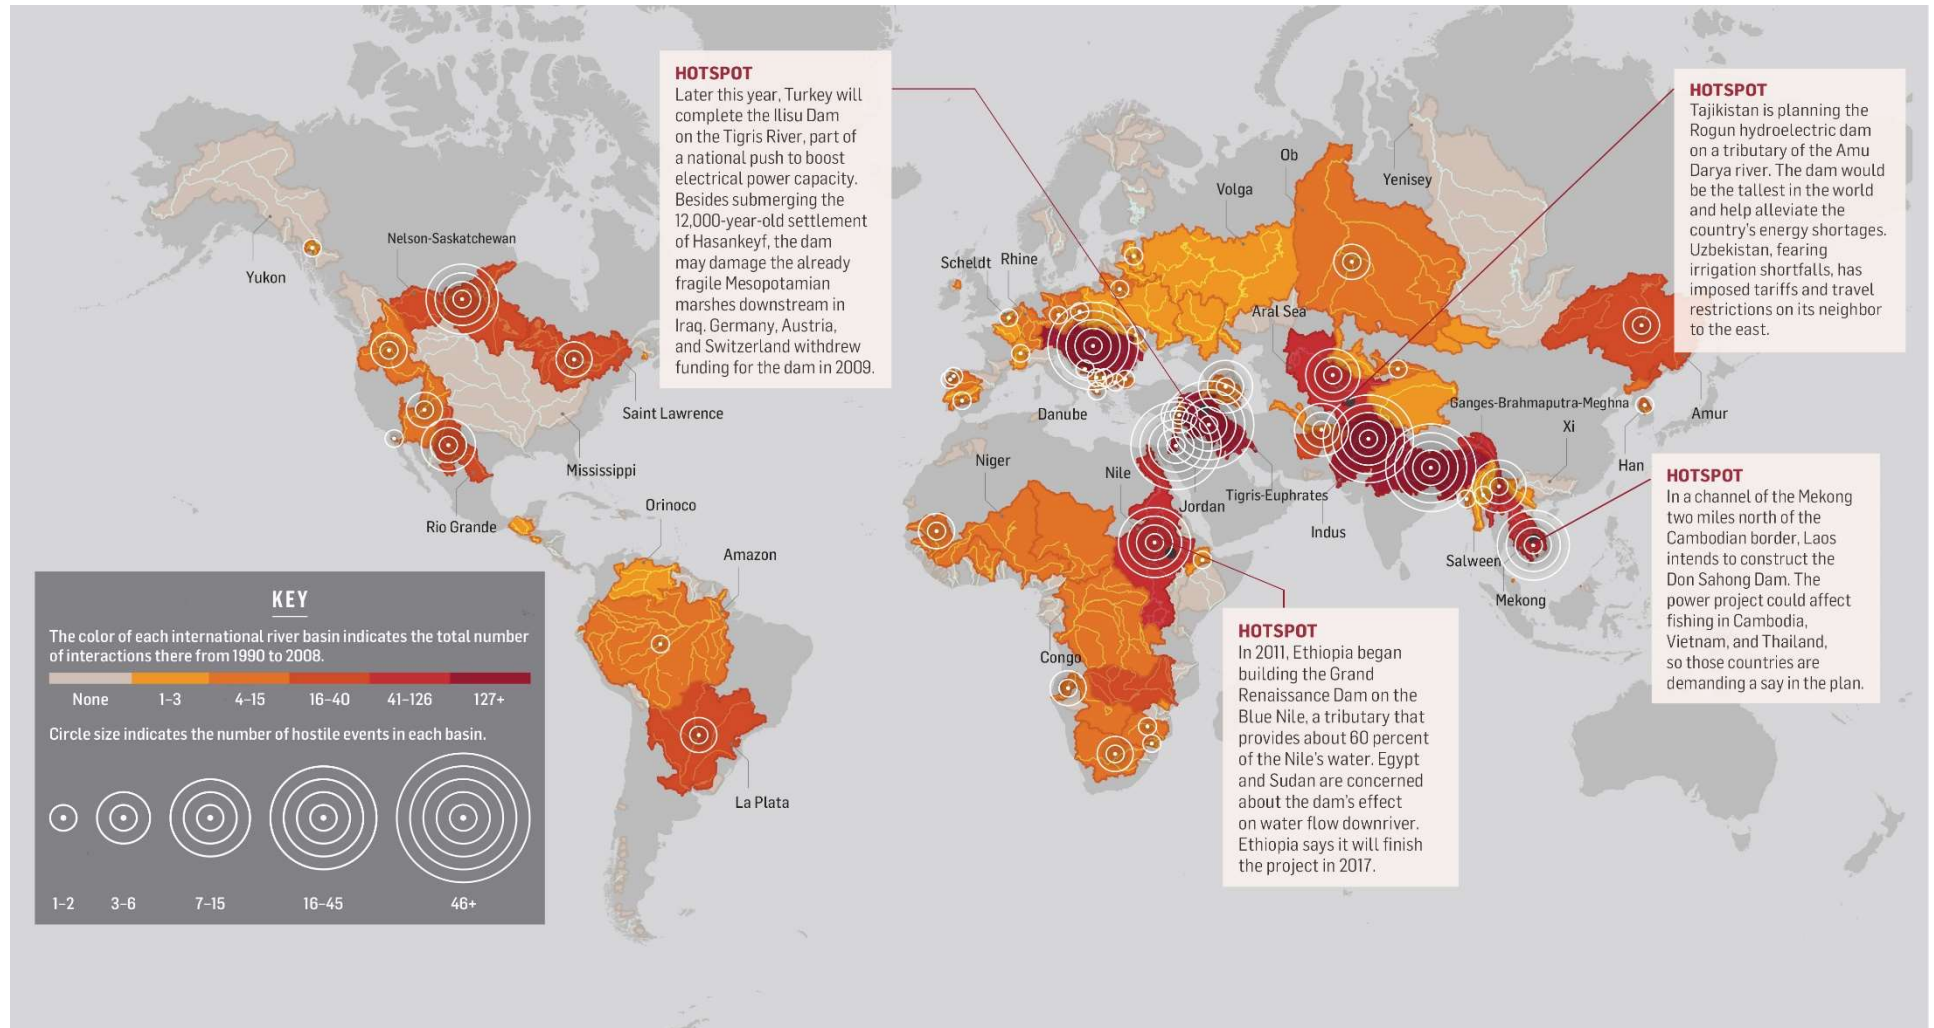 HOTSPOT
Later this year, Turkey will
complete the Ilisu Dam
on the Tigris River, part of
a national push to boost
electrical power capacity.
Besides submerging the
12,000-year-old settlement
of Hasankeyf, the dam
may damage the already
fragile Mesopotamian
marshes downstream in
Iraq. Germany, Austria,
and Switzerland withdrew
funding for the dam in 2009.
HOTSPOT
Tajikistan is planning the
Rogun hydroelectric dam
on a tributary of the Amu
Darya river. The dam would
be the tallest in the world
and help alleviate the
country's energy shortages.
Uzbekistan, fearing
irrigation shortfalls, has
imposed tariffs and travel
restrictions on its neighbor
to the east.
Yukon
Nelson-Saskatchewan
Saint Lawrence
Mississippi
Rio Grande
Orinoco
Amazon
La Plata
Scheldt
Rhine
Danube
Volga
Ob
Yenisey
Aral Sea
Niger
Nile
Jordan
Tigris-Euphrates
Indus
Ganges-Brahmaputra-Meghna
Xi
Han
Amur
Salween
Mekong
Congo
HOTSPOT
In a channel of the Mekong
two miles north of the
Cambodian border, Laos
intends to construct the
Don Sahong Dam. The
power project could affect
fishing in Cambodia,
Vietnam, and Thailand,
so those countries are
demanding a say in the plan.
HOTSPOT
In 2011, Ethiopia began
building the Grand
Renaissance Dam on the
Blue Nile, a tributary that
provides about 60 percent
of the Nile's water. Egypt
and Sudan are concerned
about the dam's effect
on water flow downriver.
Ethiopia says it will finish
the project in 2017.
KEY
The color of each international river basin indicates the total number
of interactions there from 1990 to 2008.
None 1–3 4–15 16–40 41–126 127+
Circle size indicates the number of hostile events in each basin.
1–2 3–6 7–15 16–45 46+